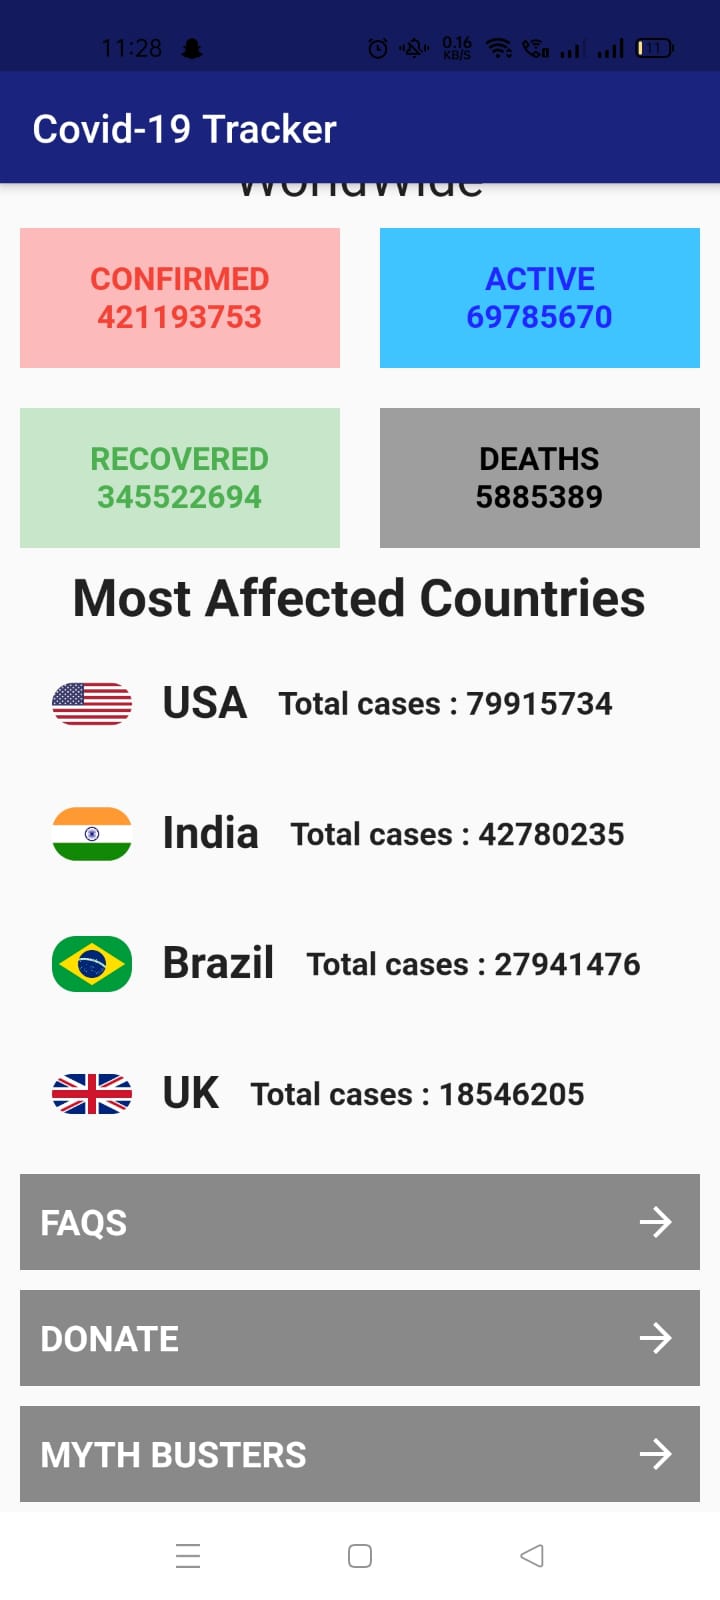 11:28
0.16
KB/S
11
Covid-19 Tracker
WorldWide
CONFIRMED
421193753
ACTIVE
69785670
RECOVERED
345522694
DEATHS
5885389
Most Affected Countries
USA Total cases : 79915734
India Total cases : 42780235
Brazil Total cases : 27941476
UK Total cases : 18546205
FAQS
DONATE
MYTH BUSTERS